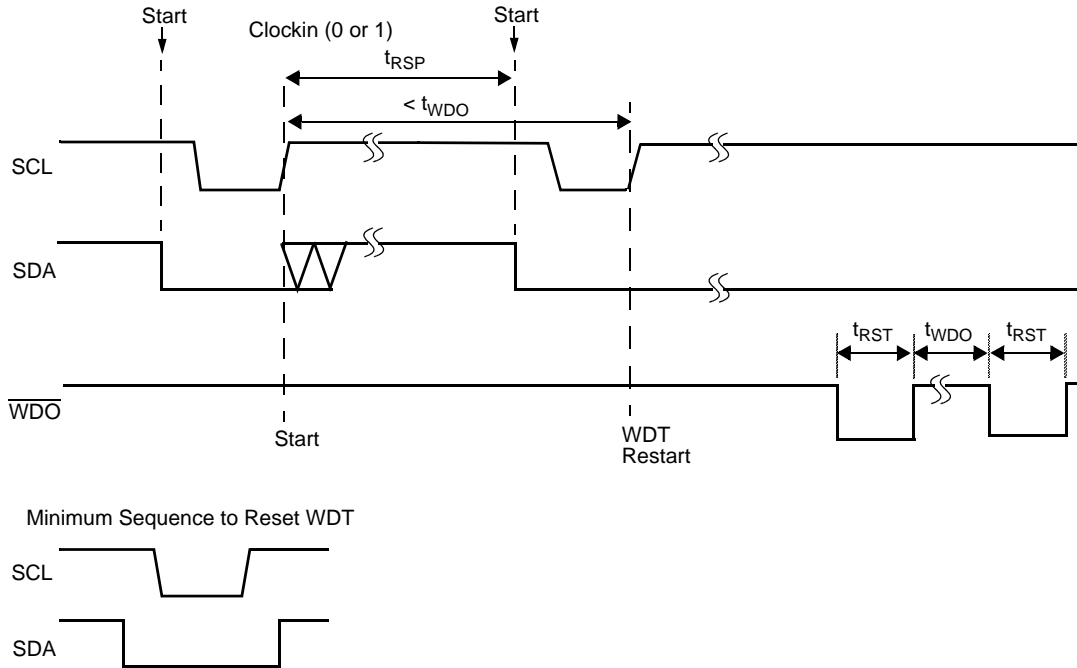 Start
Start
Clockin (0 or 1)
tRSP
< tWDO
SCL
SDA
tRST
tWDO
tRST
WDO
Start
WDT
Restart
Minimum Sequence to Reset WDT
SCL
SDA